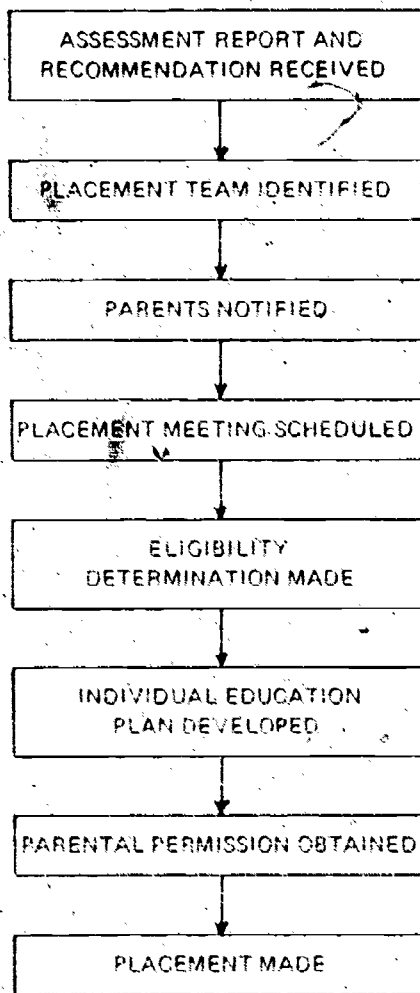 ASSESSMENT REPORT AND
RECOMMENDATION RECEIVED
PLACEMENT TEAM IDENTIFIED
PARENTS NOTIFIED
PLACEMENT MEETING SCHEDULED
ELIGIBILITY
DETERMINATION MADE
INDIVIDUAL EDUCATION
PLAN DEVELOPED
PARENTAL PERMISSION OBTAINED
PLACEMENT MADE